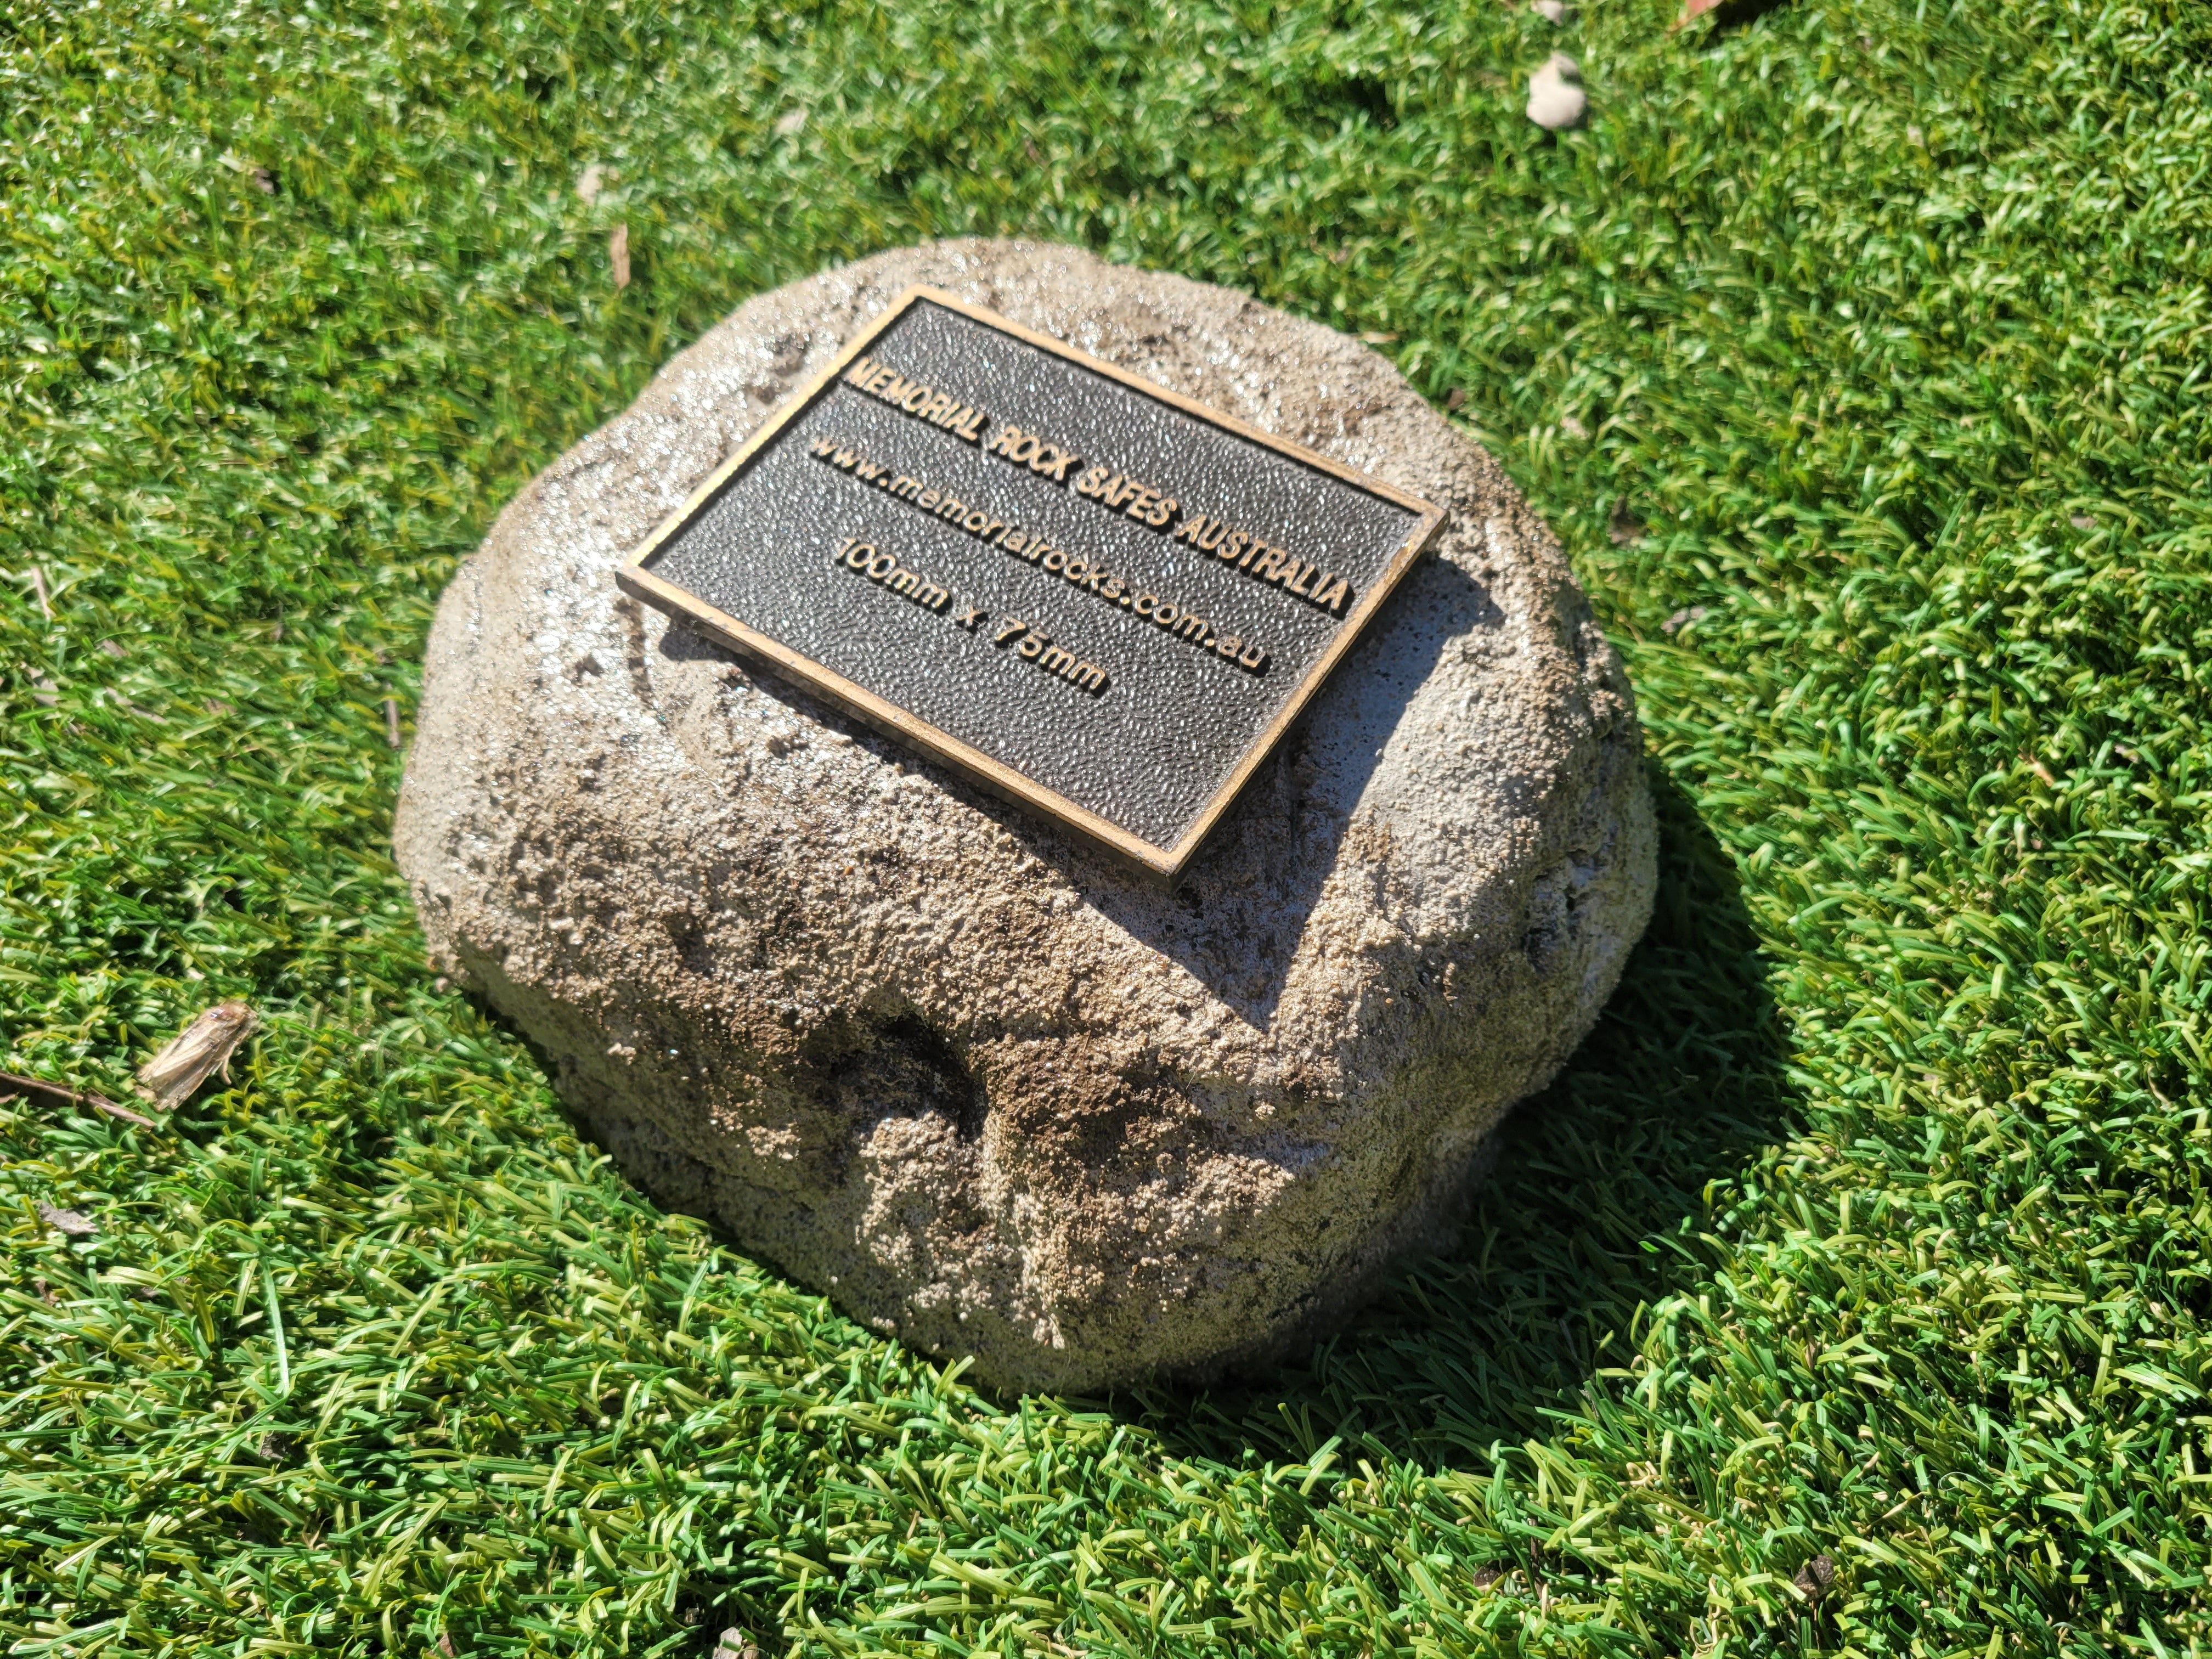 MEMORIAL ROCK SAFES AUSTRALIA
www.memorialrocks.com.au
100mm x 75mm